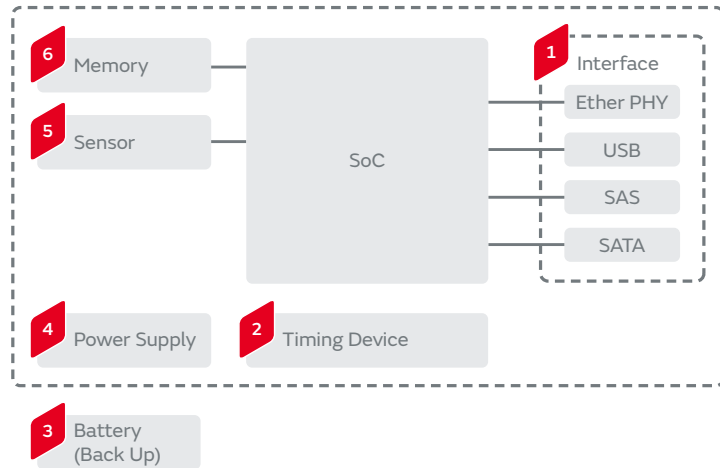 6
Memory
5
Sensor
SoC
1
Interface
Ether PHY
USB
SAS
SATA
4
Power Supply
2
Timing Device
3
Battery
(Back Up)